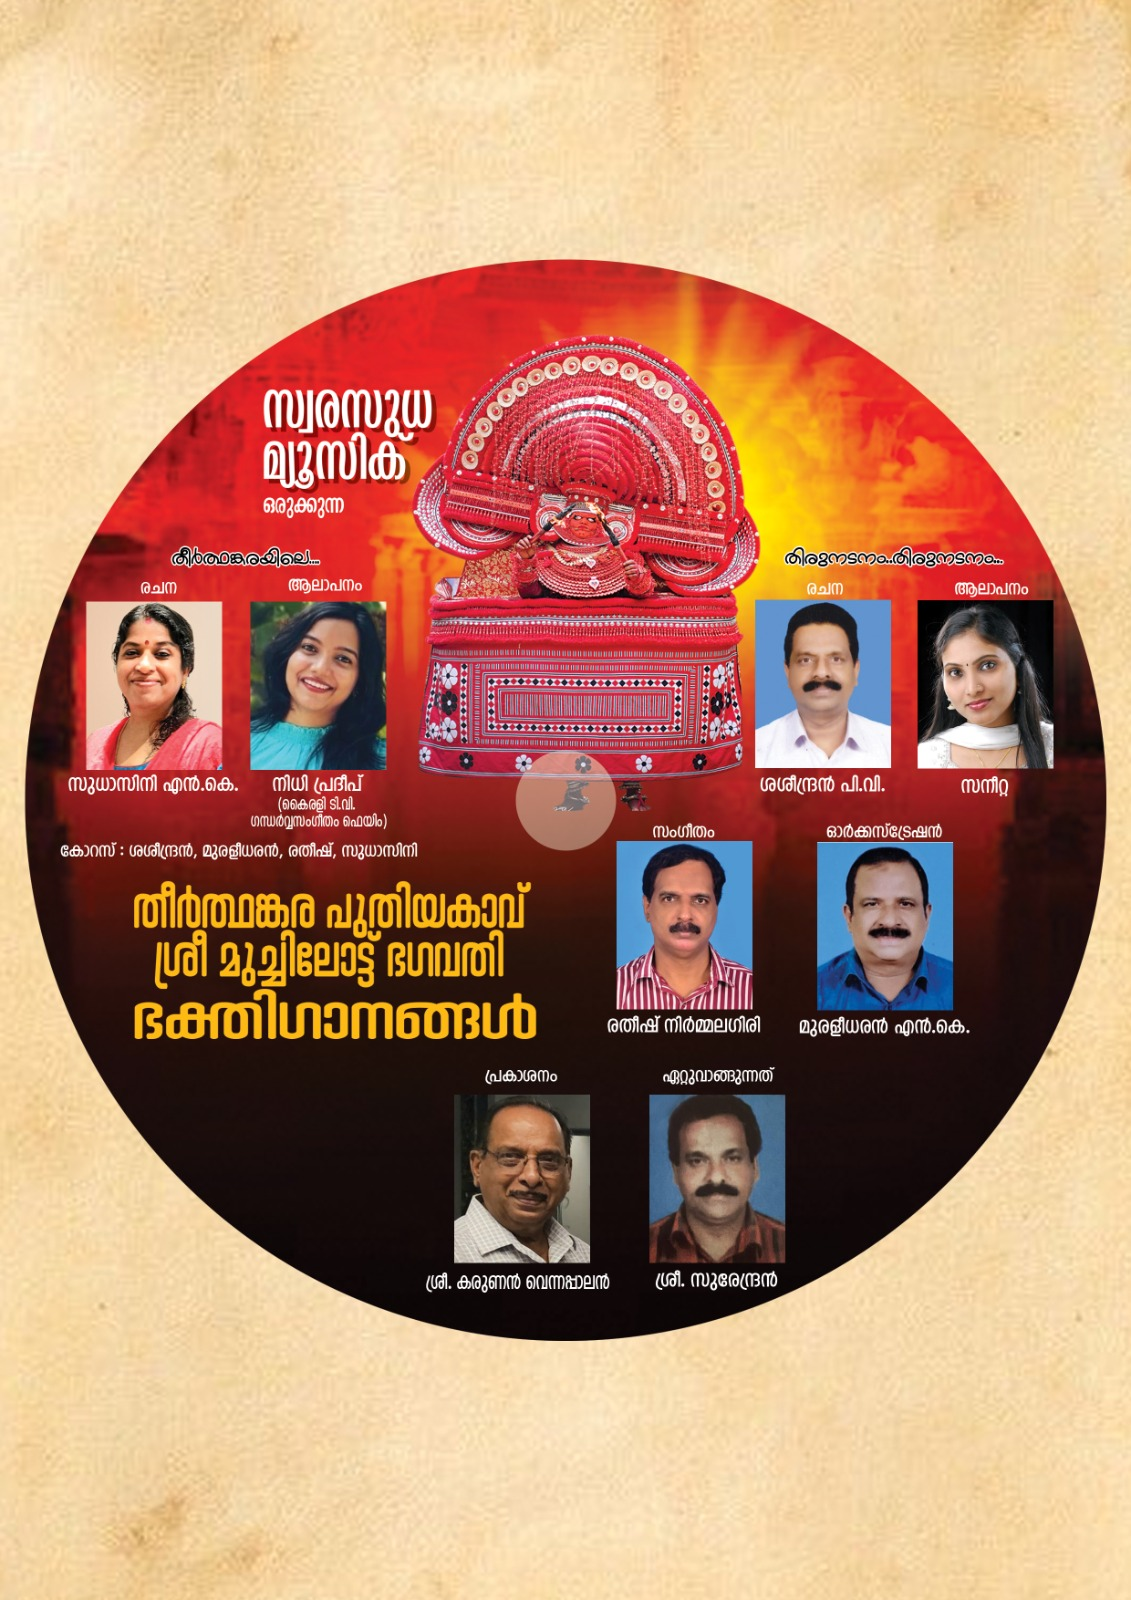 സ്വരസുധ
മ്യൂസിക്
ഒരുക്കുന്ന
തീർത്ഥങ്കരയിലെ....
രചന
ആലാപനം
സുധാസിനി എൻ.കെ.
നിധി പ്രദീപ്
(കൈരളി ടി.വി.
ഗന്ധർവ്വസംഗീതം ഫെയിം)
കോറസ് : ശശീന്ദ്രൻ, മുരളീധരൻ, രതീഷ്, സുധാസിനി
തിരുനടനം..തിരുനടനം...
രചന
ആലാപനം
ശശീന്ദ്രൻ പി.വി.
സനീറ്റ
സംഗീതം
ഓർക്കസ്ട്രേഷൻ
രതീഷ് നിർമ്മലഗിരി
മുരളീധരൻ എൻ.കെ.
തീർത്ഥങ്കര പുതിയകാവ്
ശ്രീ മുച്ചിലോട്ട് ഭഗവതി
ഭക്തിഗാനങ്ങൾ
പ്രകാശനം
ഏറ്റുവാങ്ങുന്നത്
ശ്രീ. കരുണൻ വെന്നപ്പാലൻ
ശ്രീ. സുരേന്ദ്രൻ